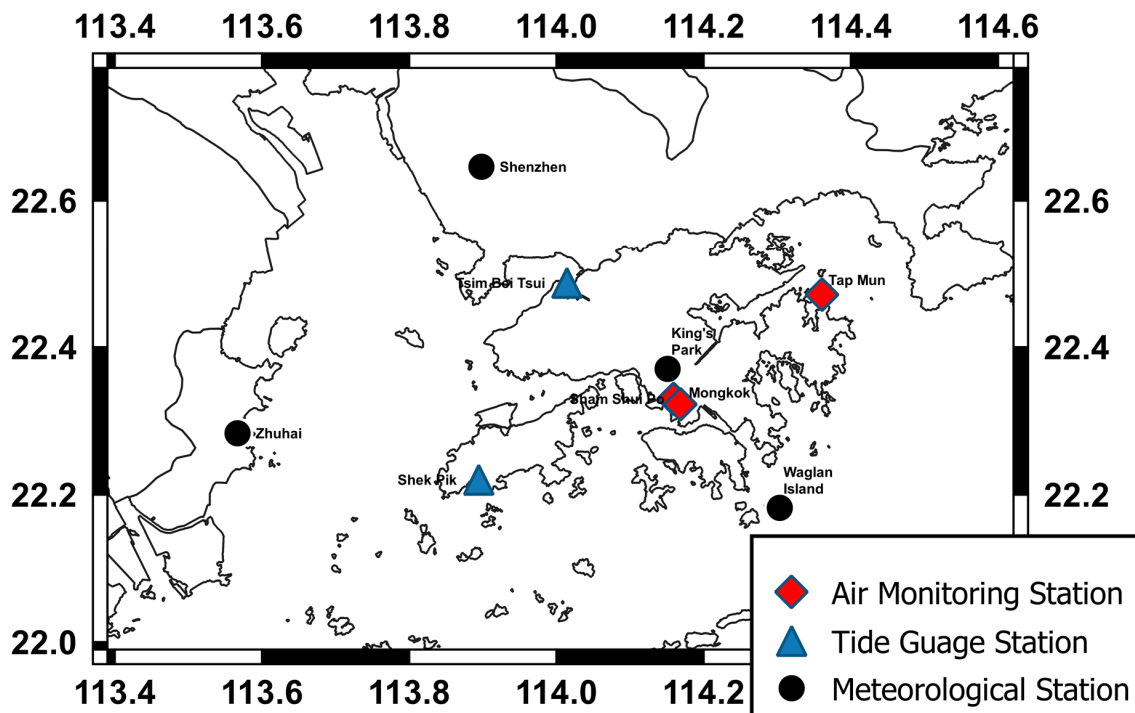 113.4 113.6 113.8 114.0 114.2 114.4 114.6
22.6 22.6
Shenzhen
Tsim Bei Tsui
Tap Mun
King's
Park
22.4 22.4
Sham Shui Po Mongkok
Zhuhai
Shek Pik
Waglan
Island
22.2 22.2
22.0
Air Monitoring Station
Tide Guage Station
Meteorological Station
113.4 113.6 113.8 114.0 114.2